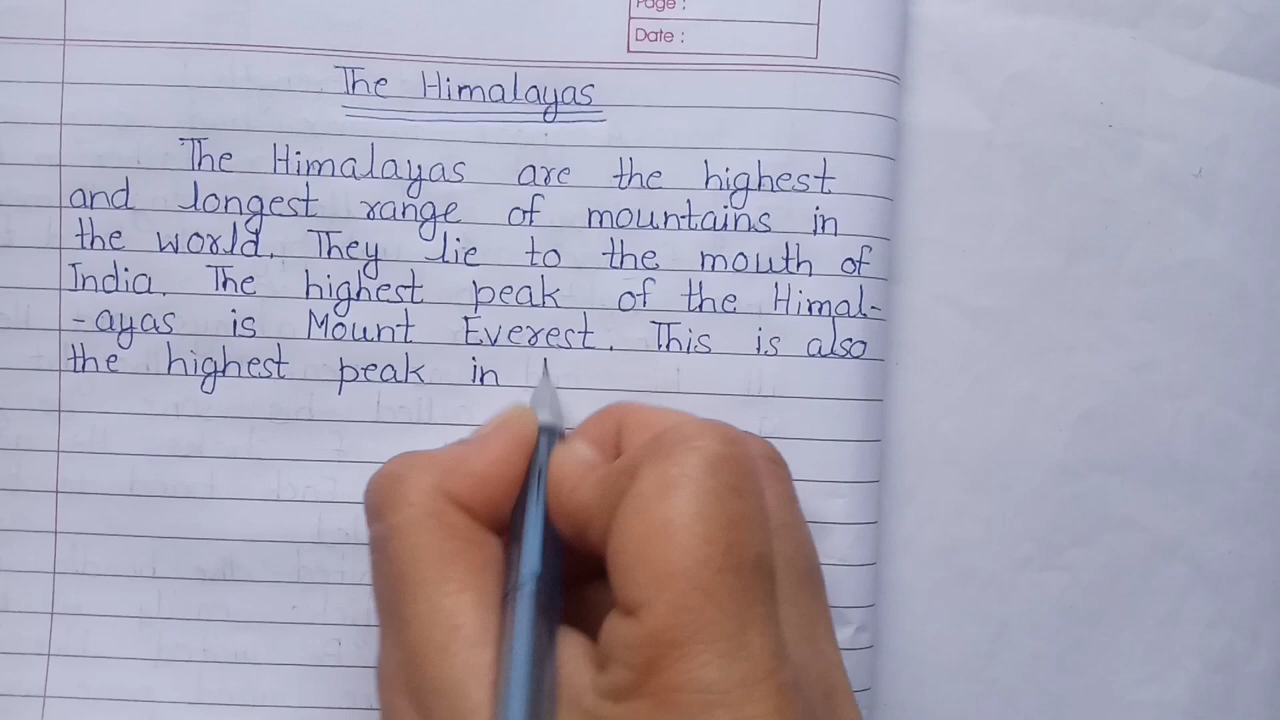 Page :
Date :
The Himalayas
The Himalayas are the highest
and longest range of mountains in
the world. They lie to the mouth of
India. The highest peak of the Himal-
-ayas is Mount Everest. This is also
the highest peak in